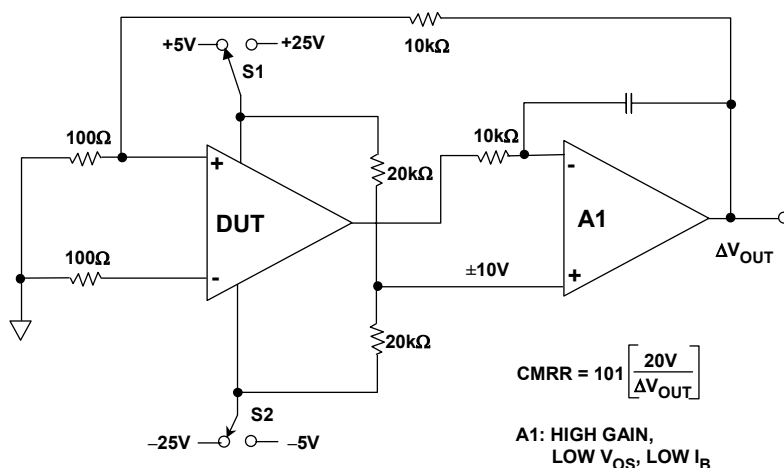 10kΩ
+5V
+25V
S1
100Ω
10kΩ
20kΩ
+
-
DUT
A1
ΔV_OUT
100Ω
-
±10V
+
20kΩ
S2
–25V
–5V
CMRR = 101 [ 20V / ΔV_OUT ]
A1: HIGH GAIN,
LOW V_OS, LOW I_B